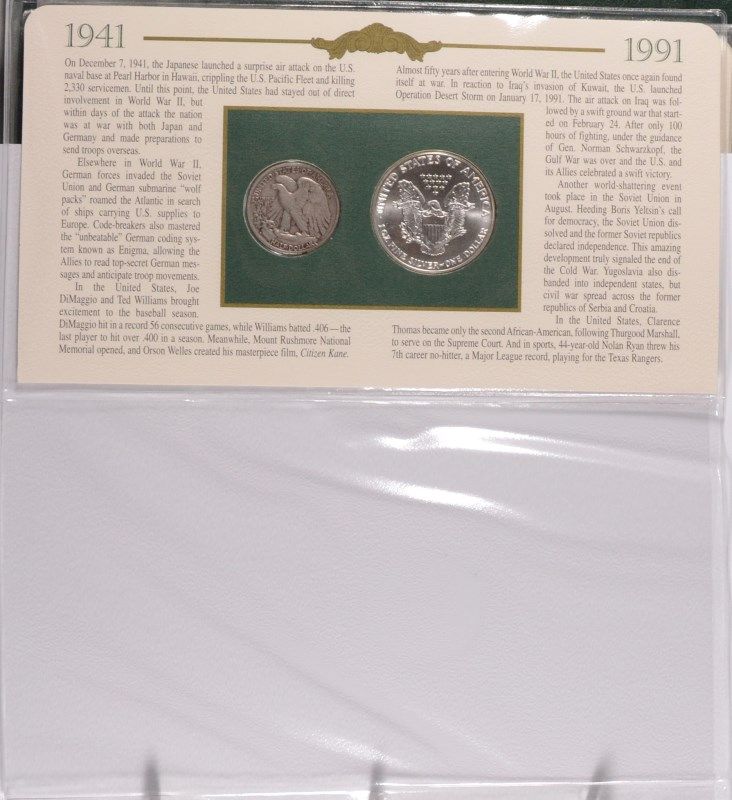 1941
On December 7, 1941, the Japanese launched a surprise air attack on the U.S.
naval base at Pearl Harbor in Hawaii, crippling the U.S. Pacific Fleet and killing
2,330 servicemen. Until this point, the United States had stayed out of direct
involvement in World War II, but
within days of the attack the nation
was at war with both Japan and
Germany and made preparations to
send troops overseas.
Elsewhere in World War II,
German forces invaded the Soviet
Union and German submarine "wolf
packs" roamed the Atlantic in search
of ships carrying U.S. supplies to
Europe. Code-breakers also mastered
the "unbeatable" German coding sys-
tem known as Enigma, allowing the
Allies to read top-secret German mes-
sages and anticipate troop movements.
In the United States, Joe
DiMaggio and Ted Williams brought
excitement to the baseball season.
DiMaggio hit in a record 56 consecutive games, while Williams batted .406—the
last player to hit over .400 in a season. Meanwhile, Mount Rushmore National
Memorial opened, and Orson Welles created his masterpiece film, Citizen Kane.
UNITED STATES OF AMERICA
HALF DOLLAR
UNITED STATES OF AMERICA
1 OZ. FINE SILVER~ONE DOLLAR
1991
Almost fifty years after entering World War II, the United States once again found
itself at war. In reaction to Iraq's invasion of Kuwait, the U.S. launched
Operation Desert Storm on January 17, 1991. The air attack on Iraq was fol-
lowed by a swift ground war that start-
ed on February 24. After only 100
hours of fighting, under the guidance
of Gen. Norman Schwarzkopf, the
Gulf War was over and the U.S. and
its Allies celebrated a swift victory.
Another world-shattering event
took place in the Soviet Union in
August. Heeding Boris Yeltsin's call
for democracy, the Soviet Union dis-
solved and the former Soviet republics
declared independence. This amazing
development truly signaled the end of
the Cold War. Yugoslavia also dis-
banded into independent states, but
civil war spread across the former
republics of Serbia and Croatia.
In the United States, Clarence
Thomas became only the second African-American, following Thurgood Marshall,
to serve on the Supreme Court. And in sports, 44-year-old Nolan Ryan threw his
7th career no-hitter, a Major League record, playing for the Texas Rangers.